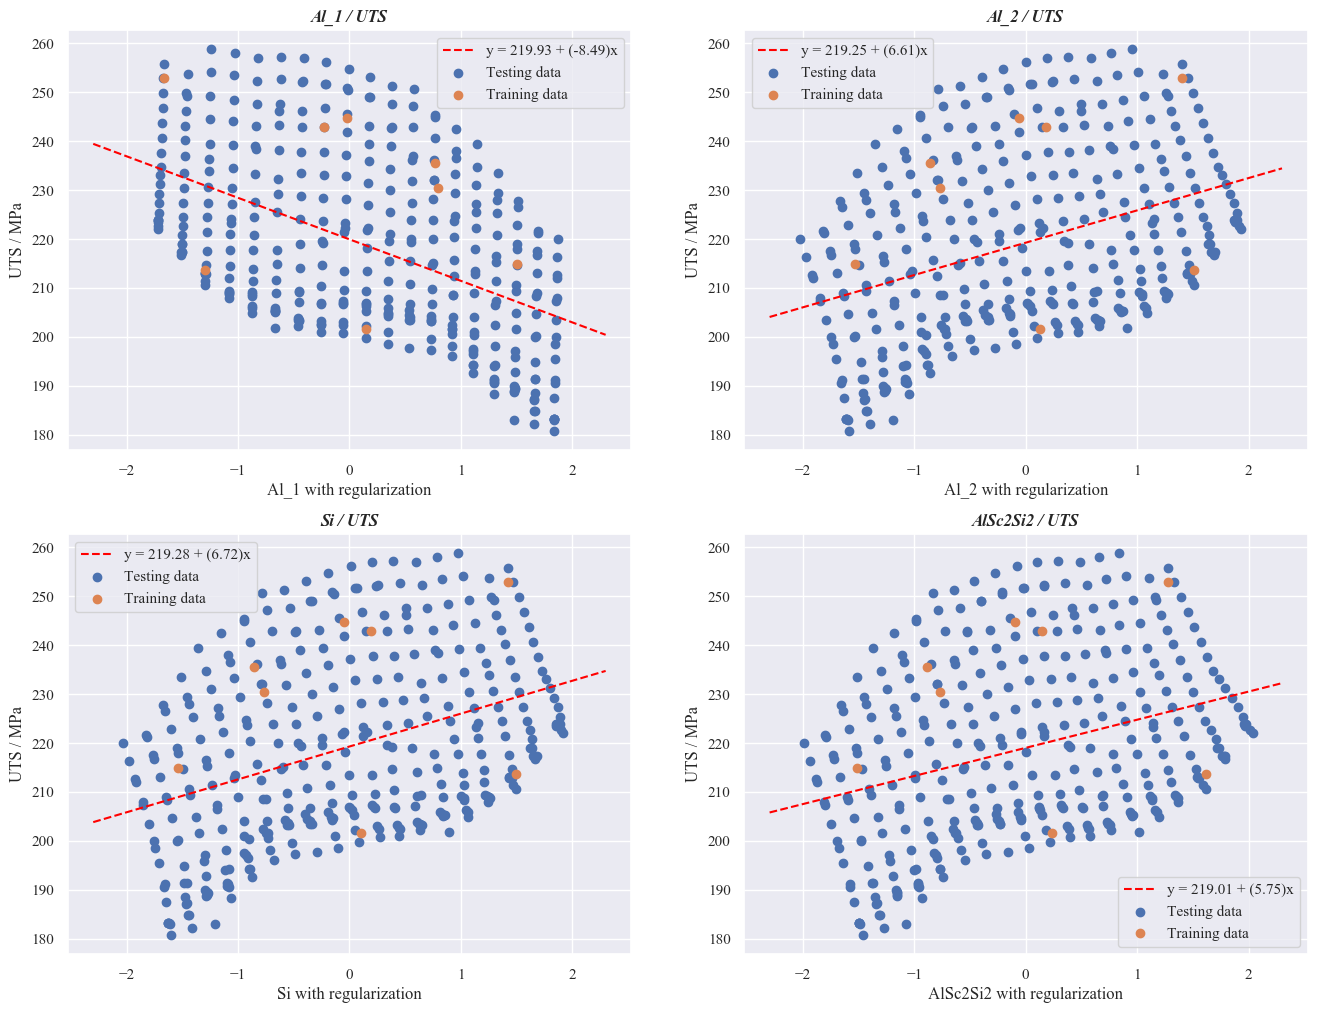 Al_1 / UTS
y = 219.93 + (-8.49)x
Testing data
Training data
UTS / MPa
260
250
240
230
220
210
200
190
180
−2
−1
0
1
2
Al_1 with regularization
Al_2 / UTS
y = 219.25 + (6.61)x
Testing data
Training data
UTS / MPa
260
250
240
230
220
210
200
190
180
−2
−1
0
1
2
Al_2 with regularization
Si / UTS
y = 219.28 + (6.72)x
Testing data
Training data
UTS / MPa
260
250
240
230
220
210
200
190
180
−2
−1
0
1
2
Si with regularization
AlSc2Si2 / UTS
UTS / MPa
260
250
240
230
220
210
200
190
180
y = 219.01 + (5.75)x
Testing data
Training data
−2
−1
0
1
2
AlSc2Si2 with regularization